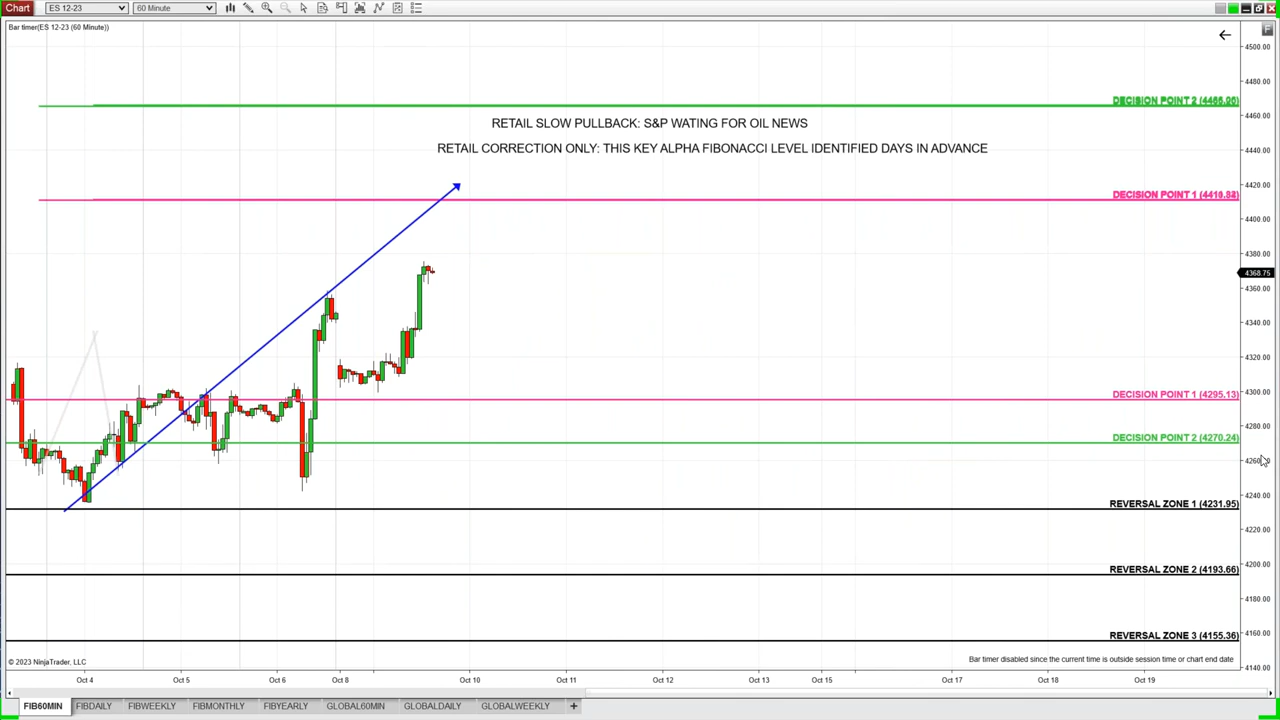 Chart ES 12-23 60 Minute
Bar timer(ES 12-23 (60 Minute))
F
4500.00
4480.00
DECISION POINT 2
4460.00
RETAIL SLOW PULLBACK: S&P WATING FOR OIL NEWS
RETAIL CORRECTION ONLY: THIS KEY ALPHA FIBONACCI LEVEL IDENTIFIED DAYS IN ADVANCE
4440.00
4420.00
DECISION POINT 1
4400.00
4380.00
4368.75
4360.00
4340.00
4320.00
4300.00
DECISION POINT 1 (4295.13)
4280.00
DECISION POINT 2 (4270.24)
4260.00
4240.00
REVERSAL ZONE 1 (4231.95)
4220.00
4200.00
REVERSAL ZONE 2 (4193.66)
4180.00
4160.00
REVERSAL ZONE 3 (4155.36)
4140.00
© 2023 NinjaTrader, LLC
Bar timer disabled since the current time is outside session time or chart end date
Oct 4 Oct 5 Oct 6 Oct 8 Oct 10 Oct 11 Oct 12 Oct 13 Oct 15 Oct 17 Oct 18 Oct 19
FIB60MIN FIBDAILY FIBWEEKLY FIBMONTHLY FIBYEARLY GLOBAL60MIN GLOBALDAILY GLOBALWEEKLY +